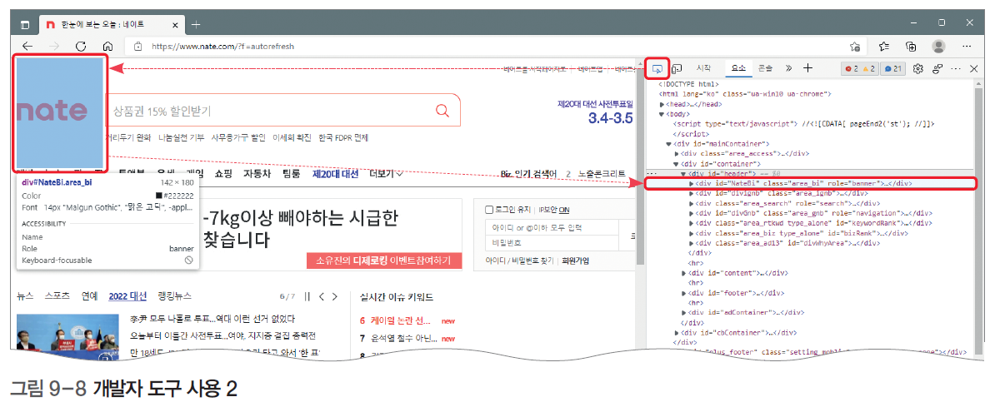 한눈에 보는 오늘 : 네이트
https://www.nate.com/?f=autorefresh
nate
상품권 15% 할인받기
제20대 대선 사전투표일
3.4-3.5
거리두기 완화 나눔실천 기부 사무용가구 할인 이세희 확진 한국 FDPR 면제
쇼핑 자동차 팀룸 제20대 대선 더보기
Biz 인기 검색어 2 노출콘크리트
div#NateBi.area_bi 142 × 180
Color #222222
Font 14px "Malgun Gothic", "맑은 고딕", -appl...
ACCESSIBILITY
Name
Role banner
Keyboard-focusable
-7kg이상 빼야하는 시급한
찾습니다
소유진의 디제로킹 이벤트참여하기
로그인 유지 IP보안 ON
아이디 or @이하 모두 입력
비밀번호
아이디 / 비밀번호 찾기 회원가입
뉴스 스포츠 연예 2022 대선 랭킹뉴스 6 / 7
李尹 모두 나홀로 투표...역대 이런 선거 없었다
오늘부터 이틀간 사전투표...여야, 지지층 결집 총력전
실시간 이슈 키워드
6 케이윌 논란 선... new
7 윤석열 철수 아닌... new
8
시작 요소 콘솔 2 2 21
<!DOCTYPE html>
<html lang="ko" class="ua-win10 ua-chrome">
<head>…</head>
<body>
<script type="text/javascript"> //<![CDATA[ pageEnd2('st'); //]]>
</script>
<div id="mainContainer">
<div class="area_access">…</div>
<div id="container">
<div id="header"> == $0
<div id="NateBi" class="area_bi" role="banner">…</div>
<div id="divignb" class="area_ignb">…</div>
<div class="area_search" role="search">…</div>
<div id="divGnb" class="area_gnb" role="navigation">…</div>
<div class="area_rtkwd type_alone" id="keywordRank">…</div>
<div class="area_biz type_alone" id="bizRank">…</div>
<div class="area_ad13" id="divWhyArea">…</div>
</div>
<hr>
<div id="content">…</div>
<hr>
<div id="footer">…</div>
<hr>
<div id="adContainer">…</div>
</div>
<div id="cbContainer">…</div>
</div>
그림 9-8 개발자 도구 사용 2